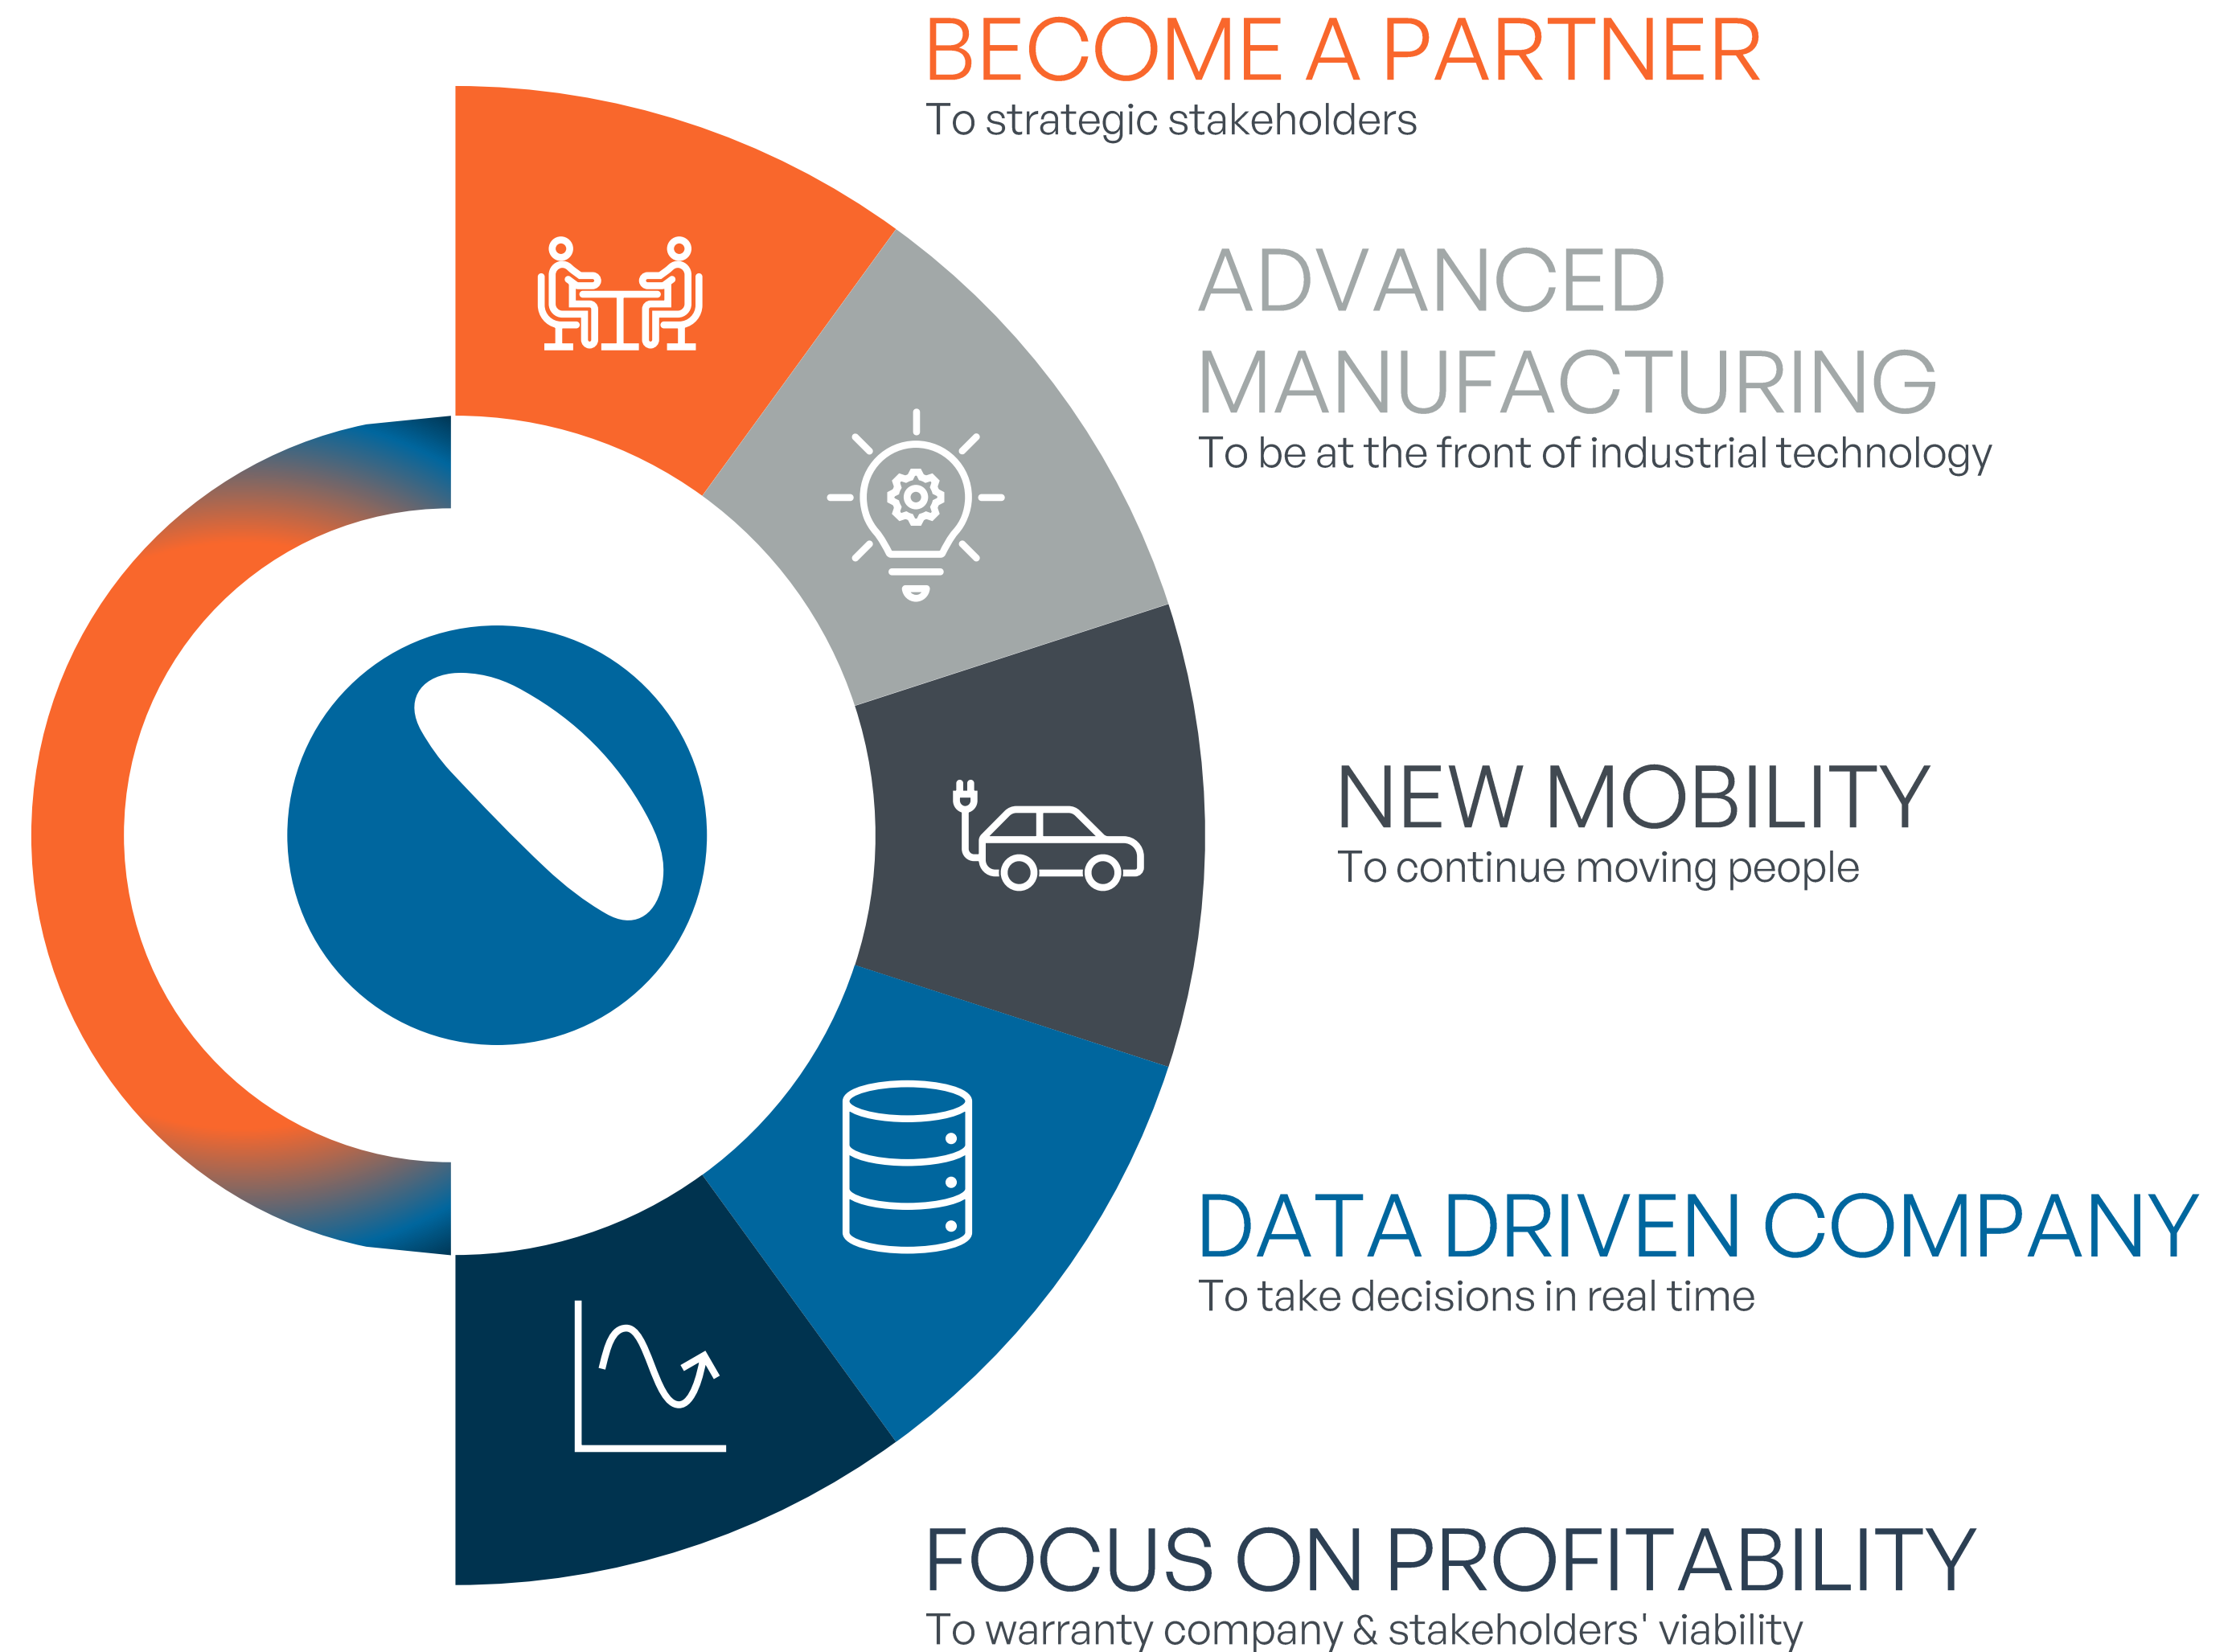 BECOME A PARTNER
To strategic stakeholders
ADVANCED
MANUFACTURING
To be at the front of industrial technology
NEW MOBILITY
To continue moving people
DATA DRIVEN COMPANY
To take decisions in real time
FOCUS ON PROFITABILITY
To warranty company & stakeholders' viability